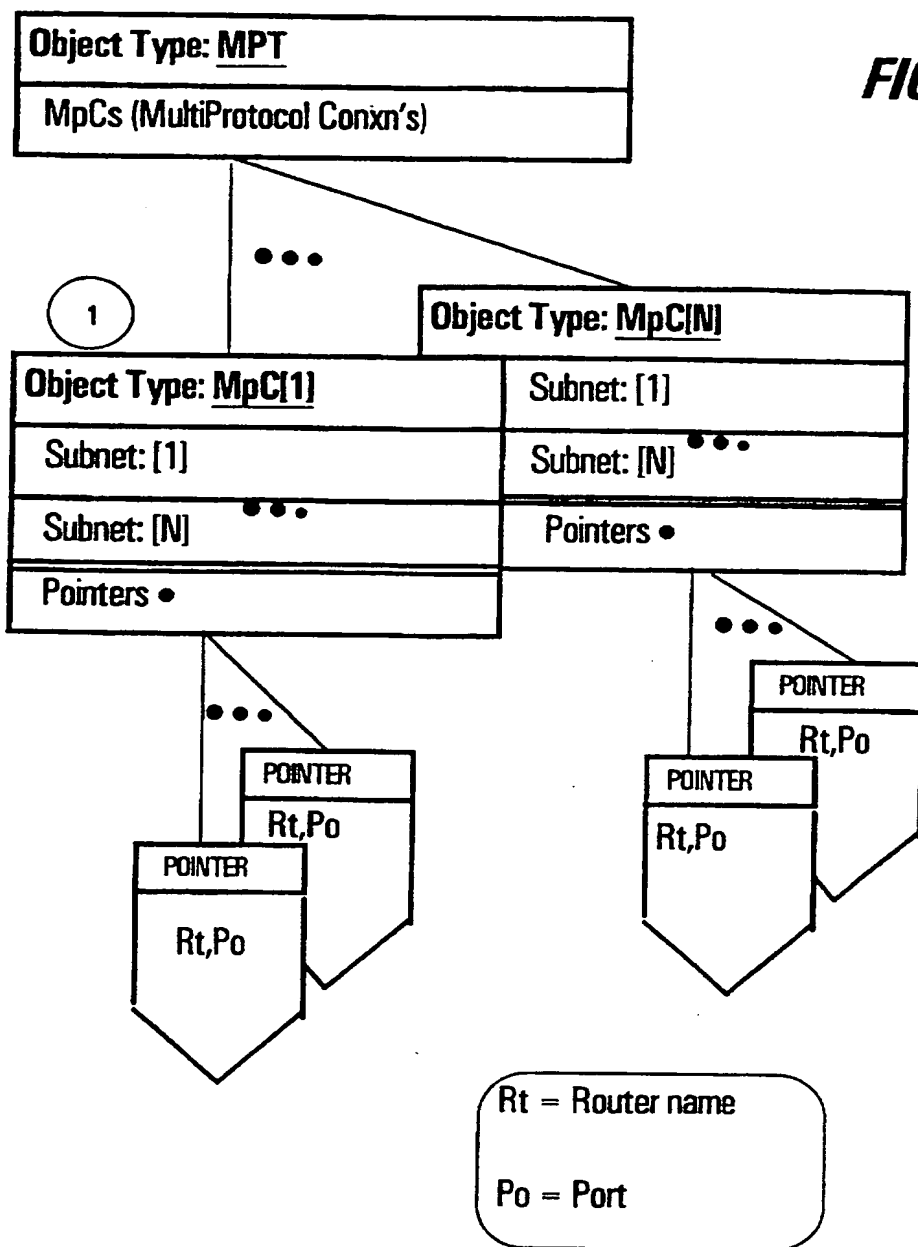 Object Type: MPT
MpCs (MultiProtocol Conxn's)
1
Object Type: MpC[N]
Subnet: [1]
Subnet: [N]
Pointers
Object Type: MpC[1]
Subnet: [1]
Subnet: [N]
Pointers
POINTER
Rt,Po
POINTER
Rt,Po
POINTER
Rt,Po
POINTER
Rt,Po
Rt = Router name
Po = Port